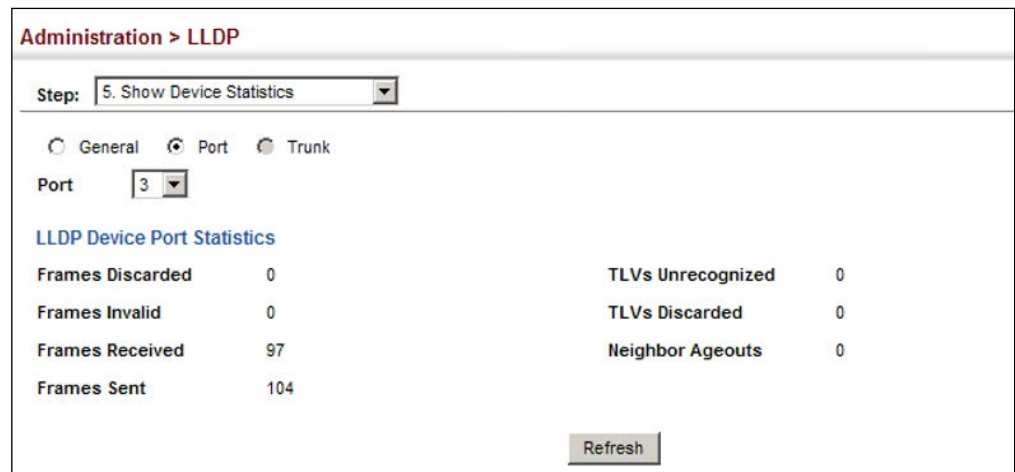 Administration > LLDP
Step: 5. Show Device Statistics
General Port Trunk
Port 3
LLDP Device Port Statistics
Frames Discarded 0 TLVs Unrecognized 0
Frames Invalid 0 TLVs Discarded 0
Frames Received 97 Neighbor Ageouts 0
Frames Sent 104
Refresh